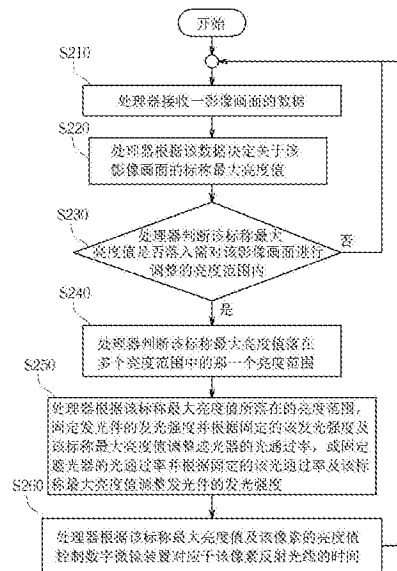 开始
S210
处理器接收一影像画面的数据
S220
处理器根据该数据决定关于该
影像画面的标称最大亮度值
S230
处理器判断该标称最大
亮度值是否落入需对该影像画面进行
调整的亮度范围内
否
是
S240
处理器判断该标称最大亮度值落在
多个亮度范围中的那一个亮度范围
S250
处理器根据该标称最大亮度值所落在的亮度范围,
固定发光件的发光强度并根据固定的该发光强度及
该标称最大亮度值调整遮光器的光通过率, 或固定
遮光器的光通过率并根据固定的该光通过率及该标
称最大亮度值调整发光件的发光强度
S260
处理器根据该标称最大亮度值及该像素的亮度值
控制数字微镜装置对应于该像素反射光线的时间